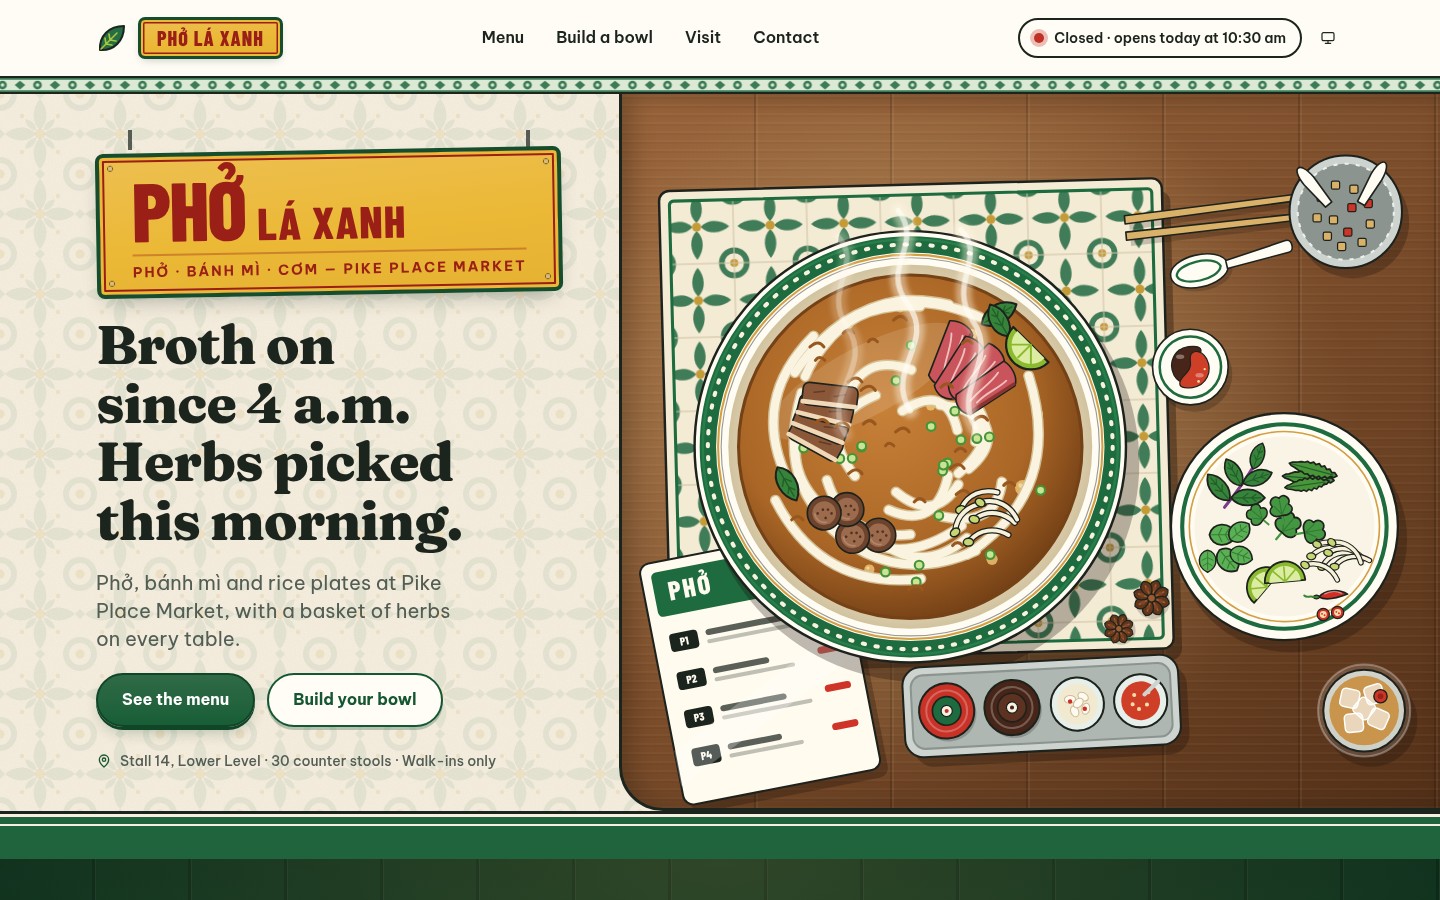 PHỞ LÁ XANH
Menu
Build a bowl
Visit
Contact
Closed · opens today at 10:30 am
PHỞ LÁ XANH
PHỞ · BÁNH MÌ · CƠM — PIKE PLACE MARKET
Broth on
since 4 a.m.
Herbs picked
this morning.
Phở, bánh mì and rice plates at Pike
Place Market, with a basket of herbs
on every table.
See the menu
Build your bowl
Stall 14, Lower Level · 30 counter stools · Walk-ins only
PHỞ
P1
P2
P3
P4